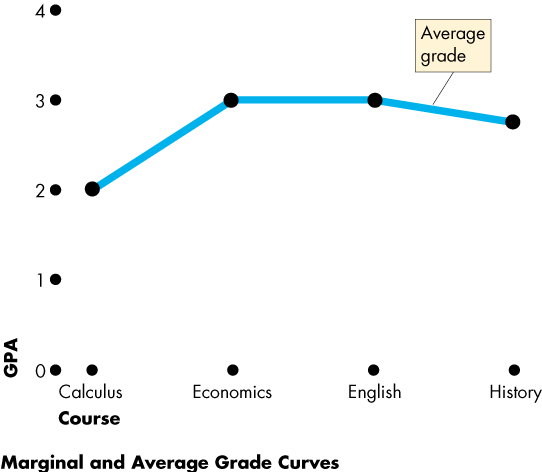 4
Average
grade
3
2
1
GPA
0
Calculus Economics English History
Course
Marginal and Average Grade Curves